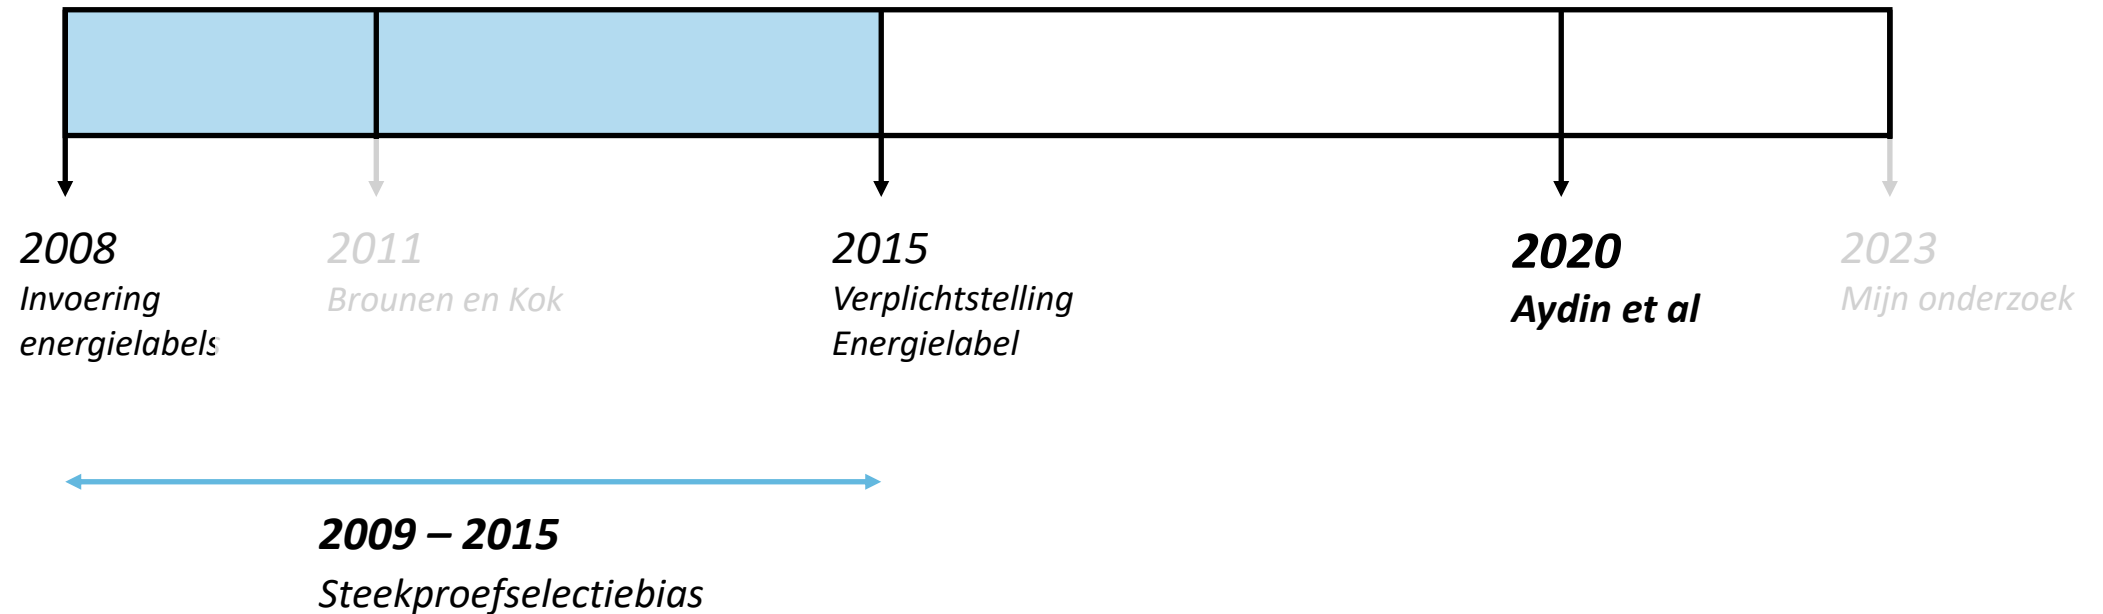 2008
Invoering
energielabels
2011
Brounen en Kok
2015
Verplichtstelling
Energielabel
2020
Aydin et al
2023
Mijn onderzoek
2009 – 2015
Steekproefselectiebias